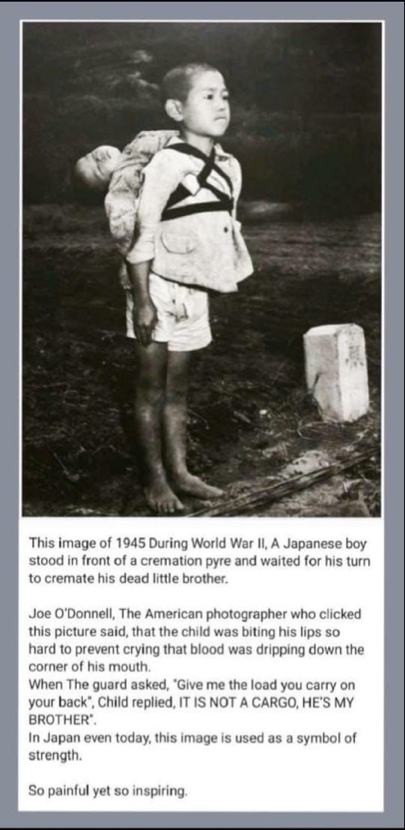 This image of 1945 During World War II, A Japanese boy
stood in front of a cremation pyre and waited for his turn
to cremate his dead little brother.
Joe O'Donnell, The American photographer who clicked
this picture said, that the child was biting his lips so
hard to prevent crying that blood was dripping down the
corner of his mouth.
When The guard asked, "Give me the load you carry on
your back", Child replied, IT IS NOT A CARGO, HE'S MY
BROTHER".
In Japan even today, this image is used as a symbol of
strength.
So painful yet so inspiring.